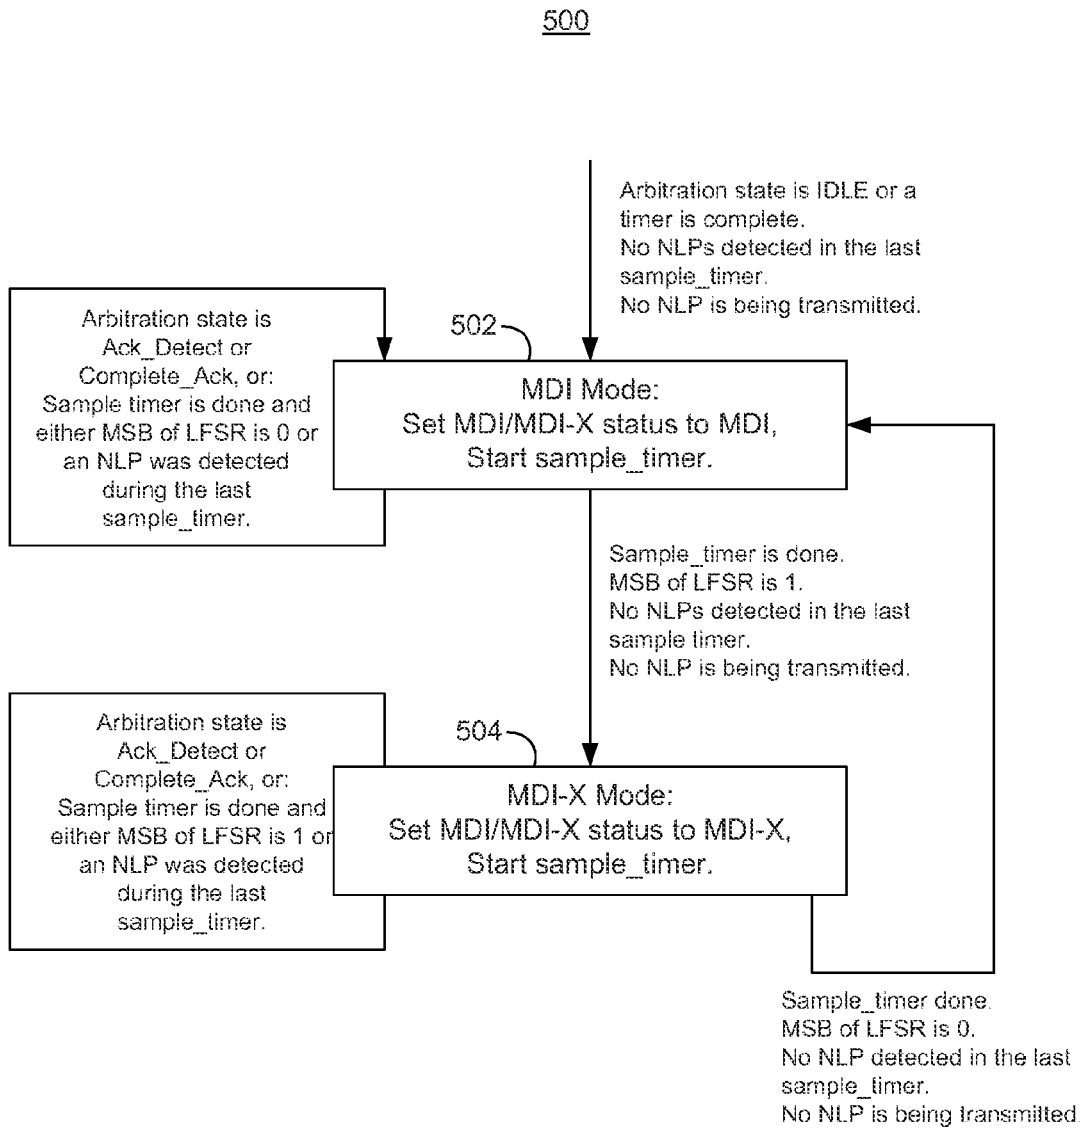 500
Arbitration state is IDLE or a
timer is complete.
No NLPs detected in the last
sample_timer.
No NLP is being transmitted.
Arbitration state is
Ack_Detect or
Complete_Ack, or:
Sample timer is done and
either MSB of LFSR is 0 or
an NLP was detected
during the last
sample_timer.
502
MDI Mode:
Set MDI/MDI-X status to MDI,
Start sample_timer.
Sample_timer is done.
MSB of LFSR is 1.
No NLPs detected in the last
sample timer.
No NLP is being transmitted.
Arbitration state is
Ack_Detect or
Complete_Ack, or:
Sample timer is done and
either MSB of LFSR is 1 or
an NLP was detected
during the last
sample_timer.
504
MDI-X Mode:
Set MDI/MDI-X status to MDI-X,
Start sample_timer.
Sample_timer done.
MSB of LFSR is 0.
No NLP detected in the last
sample_timer.
No NLP is being transmitted.